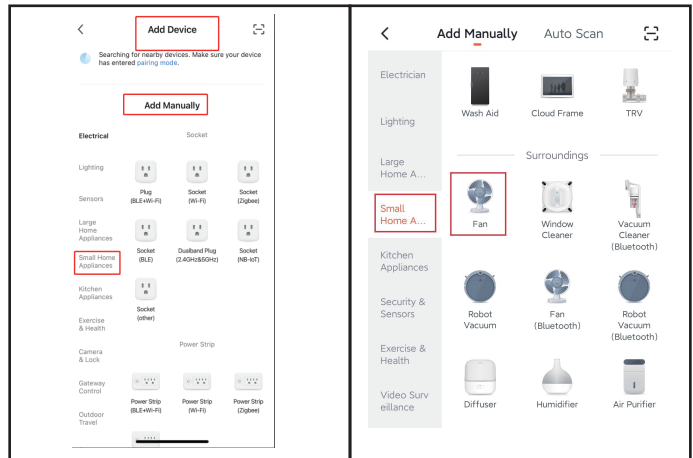 Add Device
Searching for nearby devices. Make sure your device
has entered pairing mode.
Add Manually
Electrical
Lighting
Sensors
Large
Home
Appliances
Small Home
Appliances
Kitchen
Appliances
Exercise
& Health
Camera
& Lock
Gateway
Control
Outdoor
Travel
Socket
Plug
(BLE+Wi-Fi)
Socket
(Wi-Fi)
Socket
(Zigbee)
Socket
(BLE)
Dualband Plug
(2.4GHz&5GHz)
Socket
(NB-IoT)
Socket
(other)
Power Strip
Power Strip
(BLE+Wi-Fi)
Power Strip
(Wi-Fi)
Power Strip
(Zigbee)
Add Manually Auto Scan
Electrician
Lighting
Large
Home A...
Small
Home A...
Kitchen
Appliances
Security &
Sensors
Exercise &
Health
Video Surv
eillance
Wash Aid
Cloud Frame
TRV
Surroundings
Fan
Window
Cleaner
Vacuum
Cleaner
(Bluetooth)
Robot
Vacuum
Fan
(Bluetooth)
Robot
Vacuum
(Bluetooth)
Diffuser
Humidifier
Air Purifier